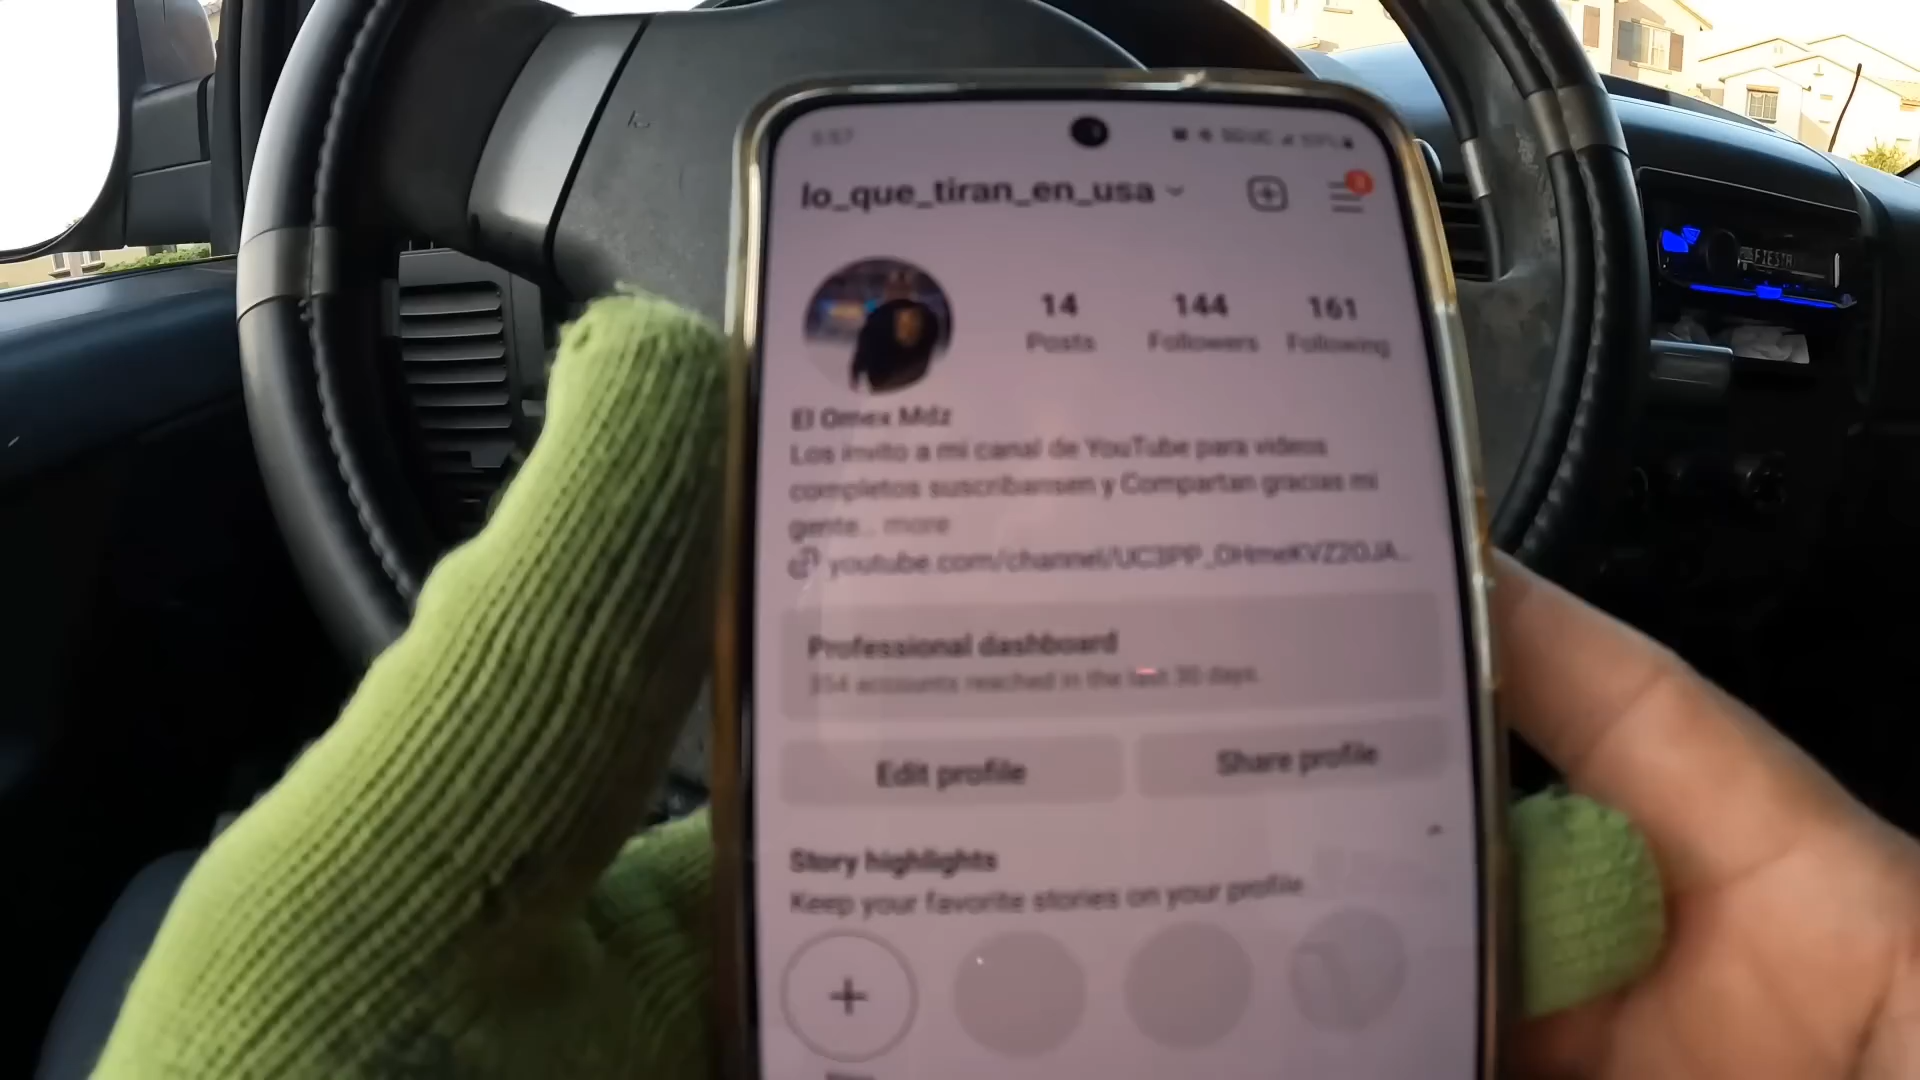 lo_que_tiran_en_usa
14
144
161
Posts
Followers
Following
El Omex Mdz
Los invito a mi canal de YouTube para videos
completos suscribansen y Compartan gracias mi
gente... more
youtube.com/channel/UC3PP_
Professional dashboard
accounts reached in the last 30 days.
Edit profile
Share profile
Story highlights
Keep your favorite stories on your profile
FIESTA